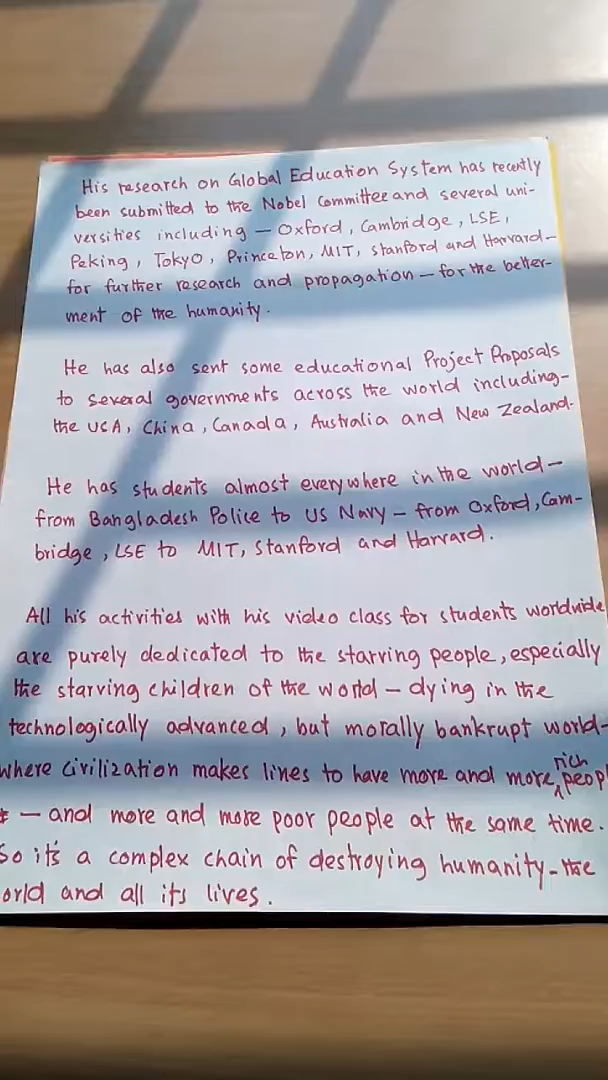 His research on Global Education System has recently
been submitted to the Nobel Committee and several uni-
versities including — Oxford, Cambridge, LSE,
Peking, Tokyo, Princeton, MIT, Stanford and Harvard—
for further research and propagation — for the better-
ment of the humanity.
He has also sent some educational Project Proposals
to several governments across the world including—
the USA, China, Canada, Australia and New Zealand.
He has students almost everywhere in the world—
from Bangladesh Police to US Navy — from Oxford, Cam-
bridge, LSE to MIT, Stanford and Harvard.
All his activities with his video class for students worldwide
are purely dedicated to the starving people, especially
the starving children of the world — dying in the
technologically advanced, but morally bankrupt world—
where civilization makes lines to have more and more rich peopl
— and more and more poor people at the same time.
So it's a complex chain of destroying humanity - the
orld and all its lives.